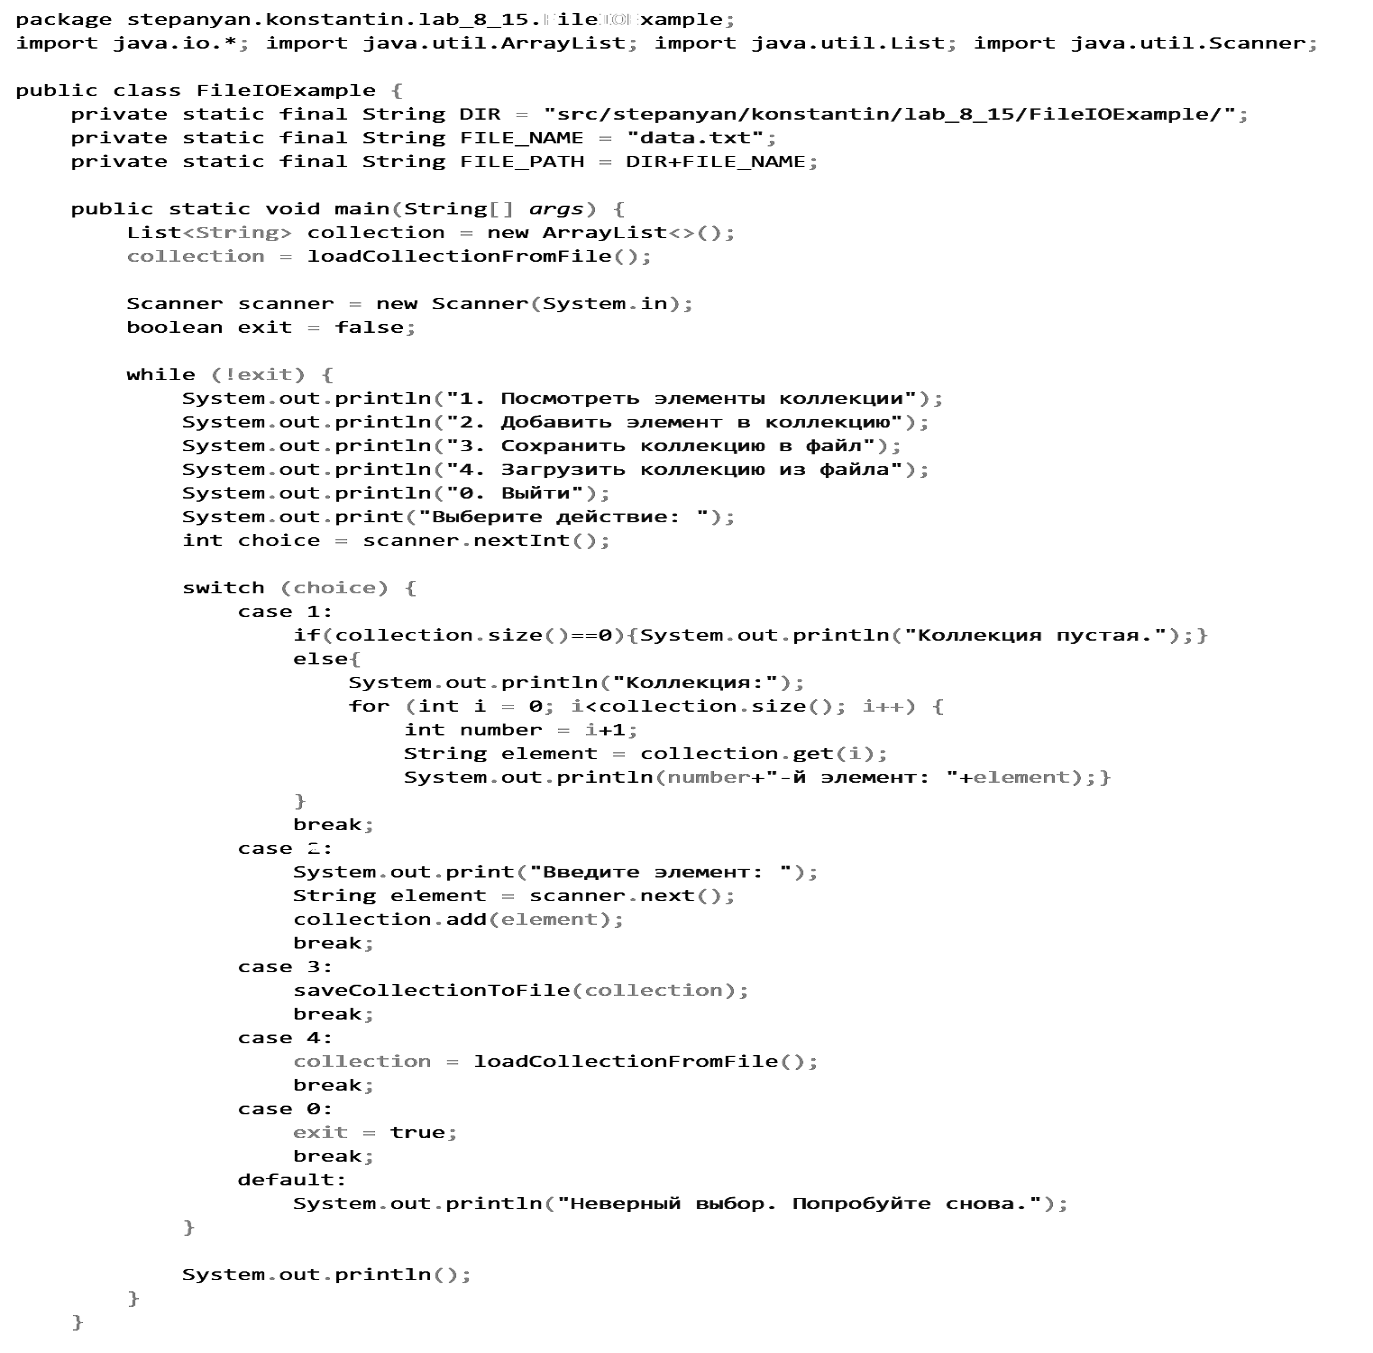 package stepanyan.konstantin.lab_8_15.FileIOExample;
import java.io.*; import java.util.ArrayList; import java.util.List; import java.util.Scanner;
public class FileIOExample {
private static final String DIR = "src/stepanyan/konstantin/lab_8_15/FileIOExample/";
private static final String FILE_NAME = "data.txt";
private static final String FILE_PATH = DIR+FILE_NAME;
public static void main(String[] args) {
List<String> collection = new ArrayList<>();
collection = loadCollectionFromFile();
Scanner scanner = new Scanner(System.in);
boolean exit = false;
while (!exit) {
System.out.println("1. Посмотреть элементы коллекции");
System.out.println("2. Добавить элемент в коллекцию");
System.out.println("3. Сохранить коллекцию в файл");
System.out.println("4. Загрузить коллекцию из файла");
System.out.println("0. Выйти");
System.out.print("Выберите действие: ");
int choice = scanner.nextInt();
switch (choice) {
case 1:
if(collection.size()==0){System.out.println("Коллекция пустая.");}
else{
System.out.println("Коллекция:");
for (int i = 0; i<collection.size(); i++) {
int number = i+1;
String element = collection.get(i);
System.out.println(number+"-й элемент: "+element);}
}
break;
case 2:
System.out.print("Введите элемент: ");
String element = scanner.next();
collection.add(element);
break;
case 3:
saveCollectionToFile(collection);
break;
case 4:
collection = loadCollectionFromFile();
break;
case 0:
exit = true;
break;
default:
System.out.println("Неверный выбор. Попробуйте снова.");
}
System.out.println();
}
}